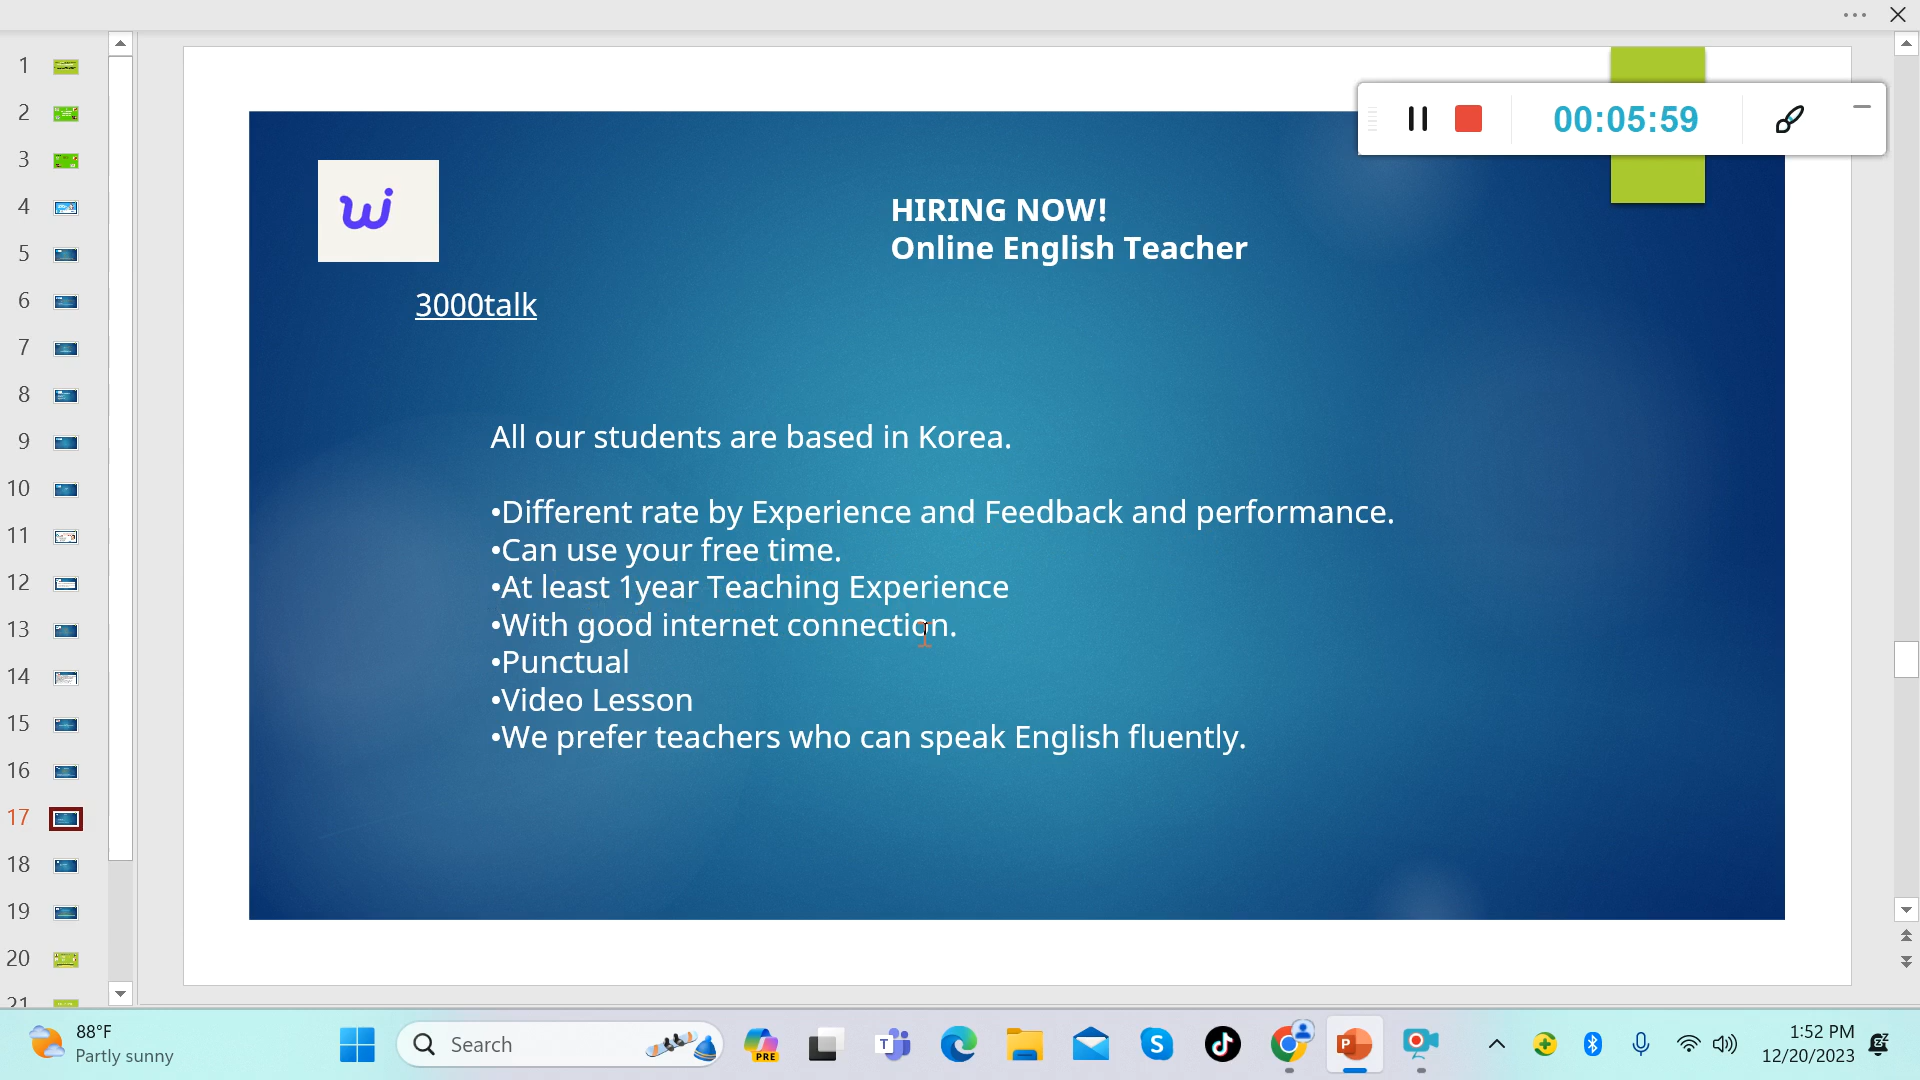 1
2
3
4
5
6
7
8
9
10
11
12
13
14
15
16
17
18
19
20
21
00:05:59
wi
HIRING NOW!
Online English Teacher
3000talk
All our students are based in Korea.
•Different rate by Experience and Feedback and performance.
•Can use your free time.
•At least 1year Teaching Experience
•With good internet connection.
•Punctual
•Video Lesson
•We prefer teachers who can speak English fluently.
88°F
Partly sunny
Search
PRE
1:52 PM
12/20/2023